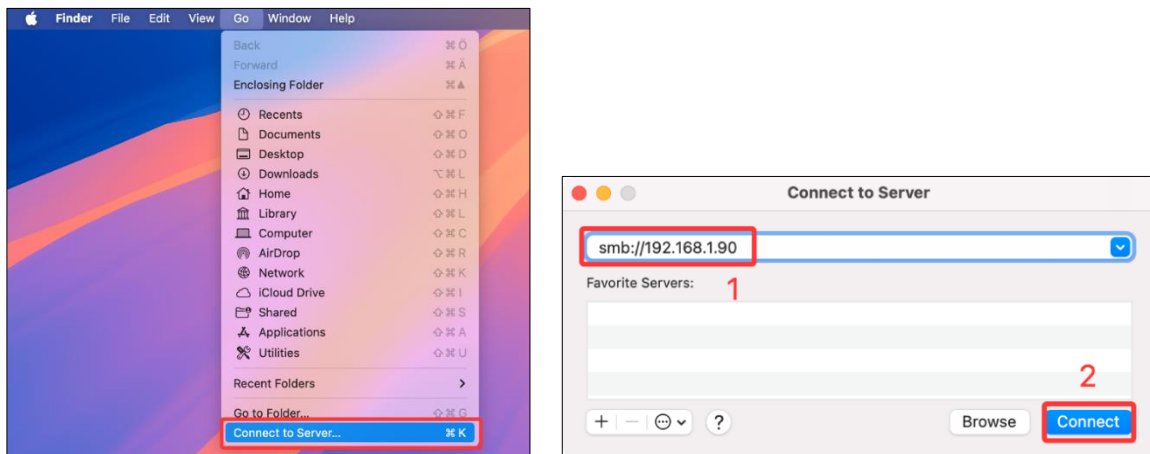 Finder File Edit View Go Window Help
Back ⌘Ö
Forward ⌘Ä
Enclosing Folder ⌘▲
Recents ⇧⌘F
Documents ⇧⌘O
Desktop ⇧⌘D
Downloads ⌥⌘L
Home ⇧⌘H
Library ⇧⌘L
Computer ⇧⌘C
AirDrop ⇧⌘R
Network ⇧⌘K
iCloud Drive ⇧⌘I
Shared ⇧⌘S
Applications ⇧⌘A
Utilities ⇧⌘U
Recent Folders >
Go to Folder... ⇧⌘G
Connect to Server... ⌘K
Connect to Server
smb://192.168.1.90
Favorite Servers:
1
2
? Browse Connect